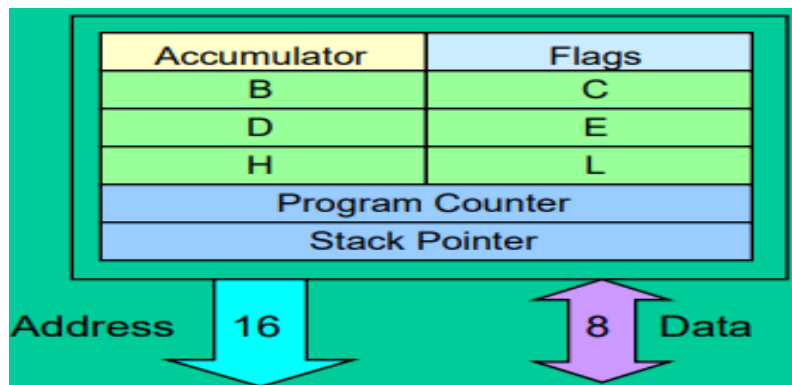 Accumulator Flags
B C
D E
H L
Program Counter
Stack Pointer
Address 16 8 Data